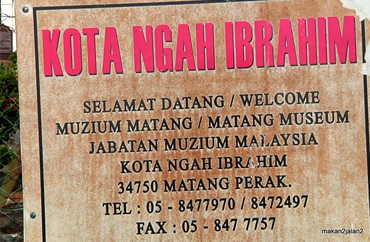 KOTA NGAH IBRAHIM
SELAMAT DATANG / WELCOME
MUZIUM MATANG / MATANG MUSEUM
JABATAN MUZIUM MALAYSIA
KOTA NGAH IBRAHIM
34750 MATANG PERAK.
TEL : 05 - 8477970 / 8472497
FAX : 05 - 847 7757
makan2jalan2